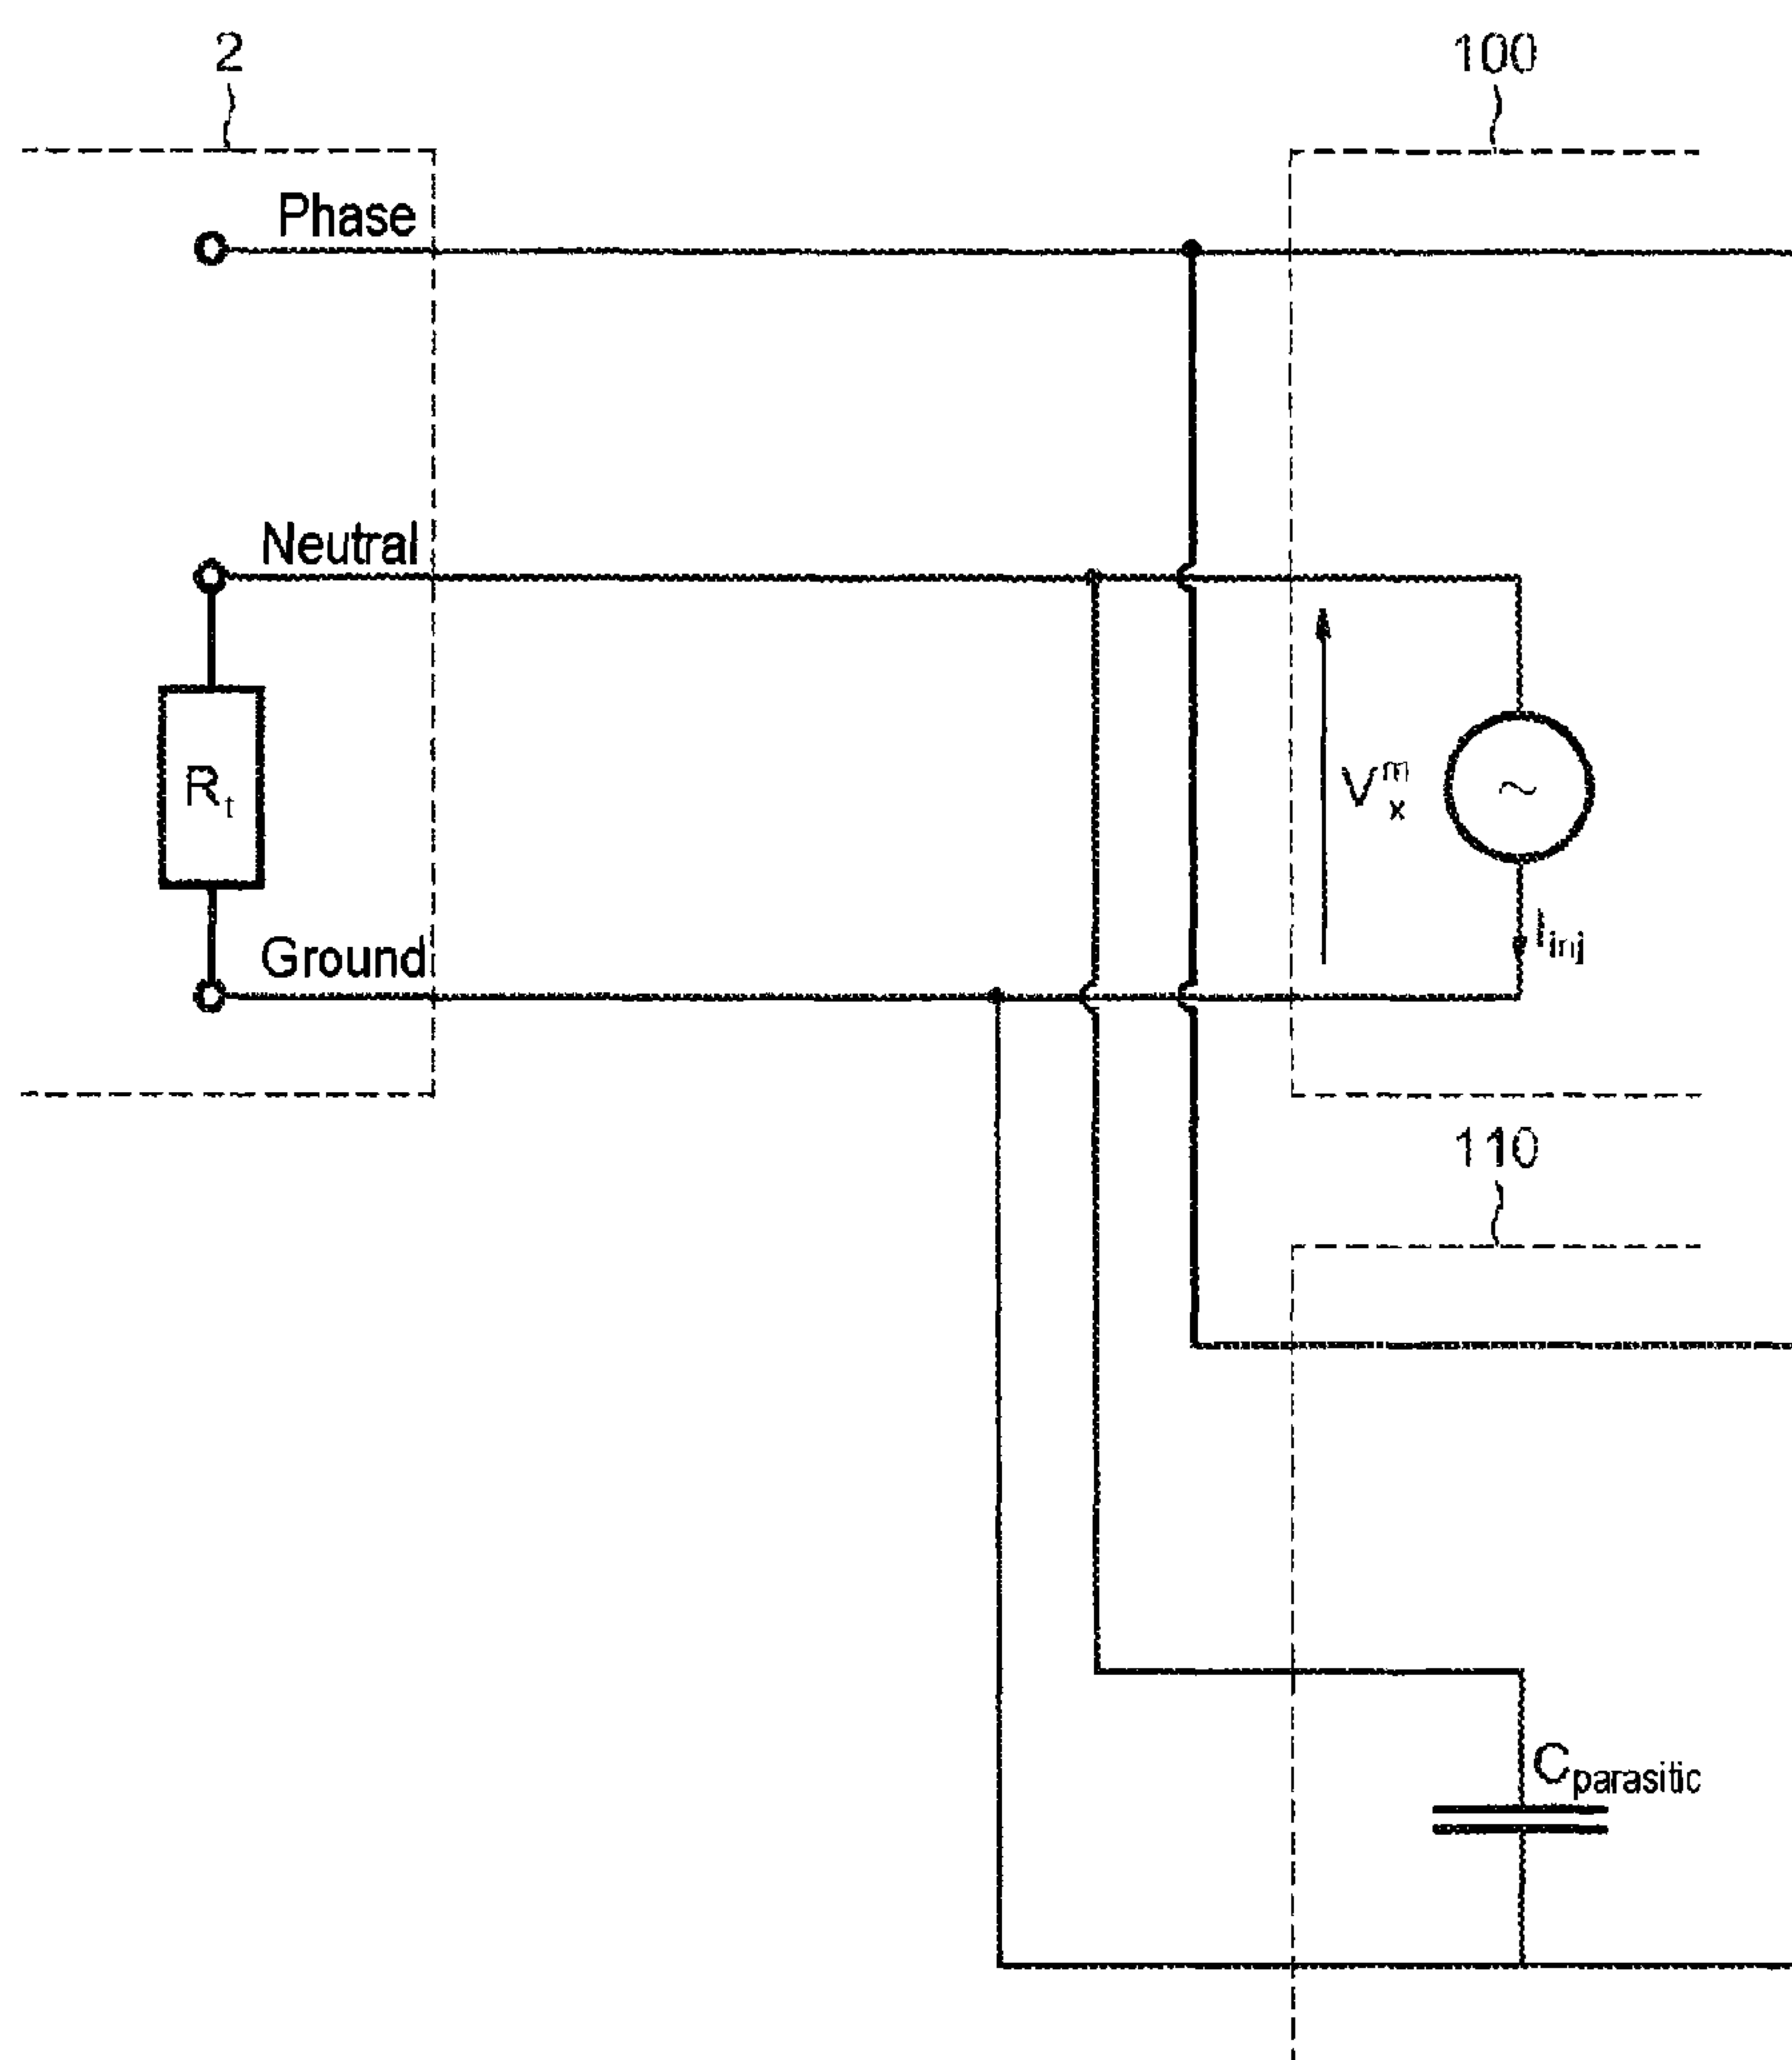 2
100
Phase
Neutral
R_t
V_x^m
Ground
i_inj
110
C_parasitic